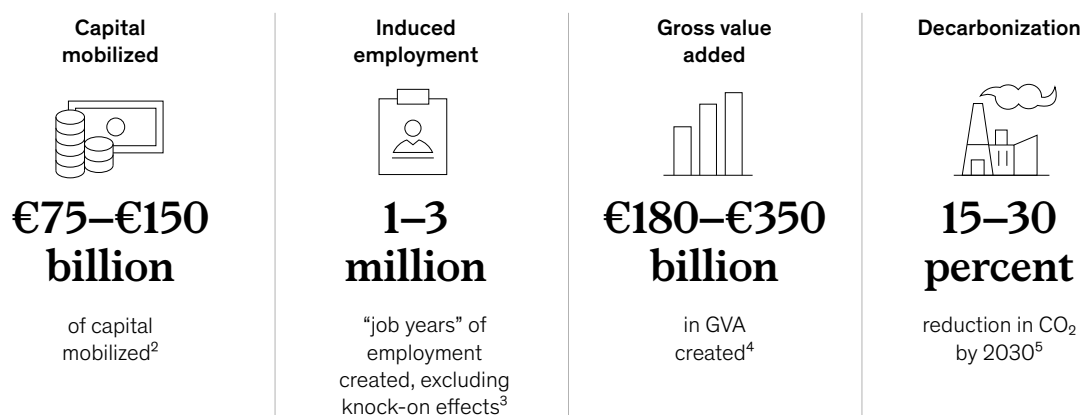 Capital
mobilized
€75–€150
billion
of capital
mobilized²
Induced
employment
1–3
million
“job years” of
employment
created, excluding
knock-on effects³
Gross value
added
€180–€350
billion
in GVA
created⁴
Decarbonization
15–30
percent
reduction in CO₂
by 2030⁵